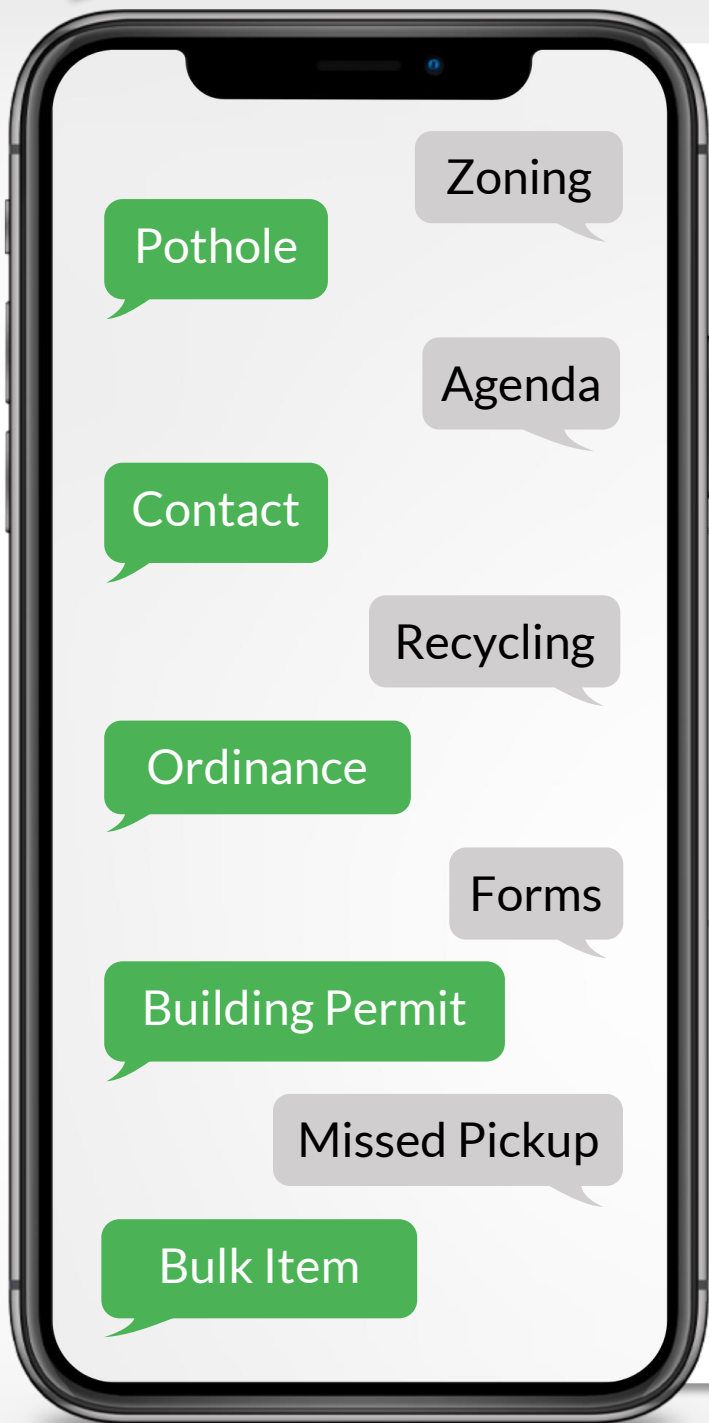 Zoning
Pothole
Agenda
Contact
Recycling
Ordinance
Forms
Building Permit
Missed Pickup
Bulk Item